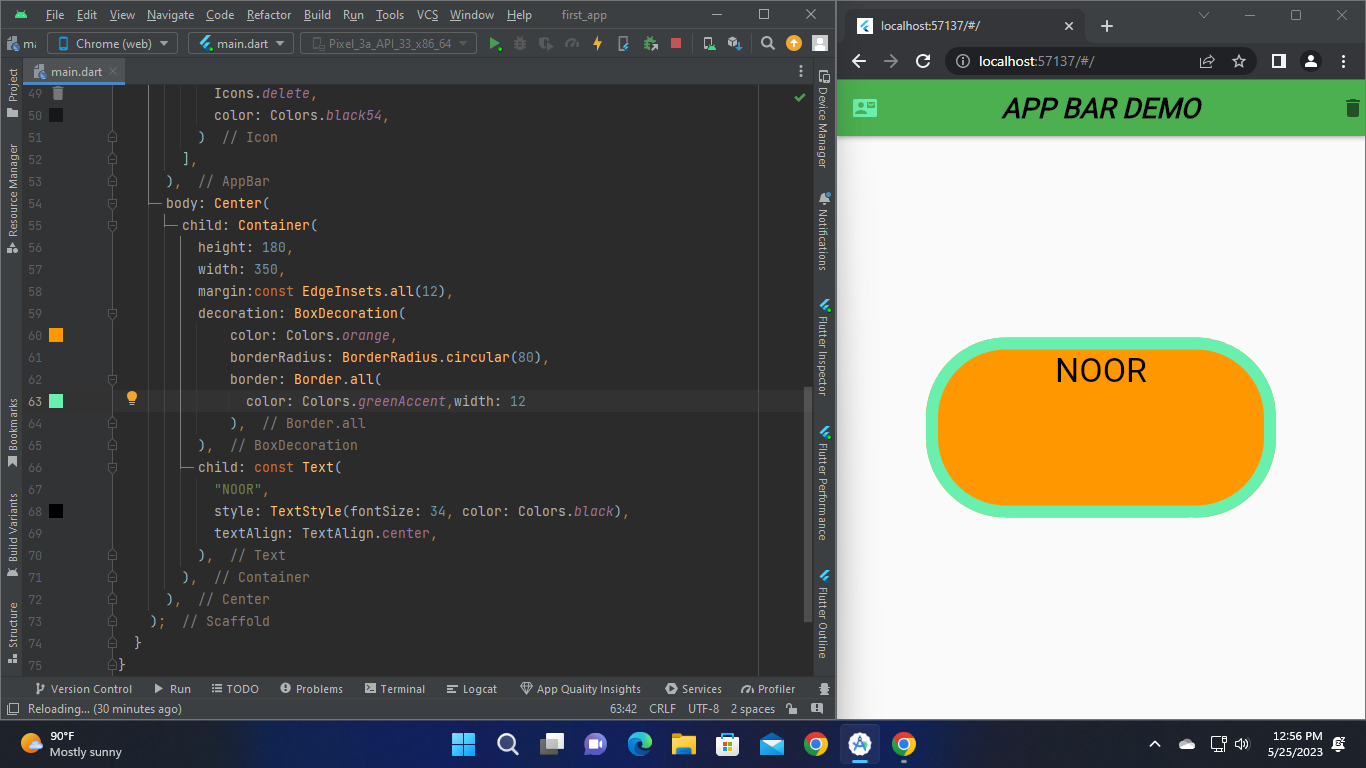 File Edit View Navigate Code Refactor Build Run Tools VCS Window Help first_app
Chrome (web) main.dart Pixel_3a_API_33_x86_64
main.dart
Project
Resource Manager
Bookmarks
Build Variants
Structure
49 Icons.delete,
50 color: Colors.black54,
51 ) // Icon
52 ],
53 ), // AppBar
54 body: Center(
55 child: Container(
56 height: 180,
57 width: 350,
58 margin:const EdgeInsets.all(12),
59 decoration: BoxDecoration(
60 color: Colors.orange,
61 borderRadius: BorderRadius.circular(80),
62 border: Border.all(
63 color: Colors.greenAccent,width: 12
64 ), // Border.all
65 ), // BoxDecoration
66 child: const Text(
67 "NOOR",
68 style: TextStyle(fontSize: 34, color: Colors.black),
69 textAlign: TextAlign.center,
70 ), // Text
71 ), // Container
72 ), // Center
73 ); // Scaffold
74 }
75 }
Device Manager
Notifications
Flutter Inspector
Flutter Performance
Flutter Outline
Version Control Run TODO Problems Terminal Logcat App Quality Insights Services Profiler
Reloading... (30 minutes ago) 63:42 CRLF UTF-8 2 spaces
localhost:57137/#/
localhost:57137/#/
APP BAR DEMO
NOOR
90°F
Mostly sunny
12:56 PM
5/25/2023